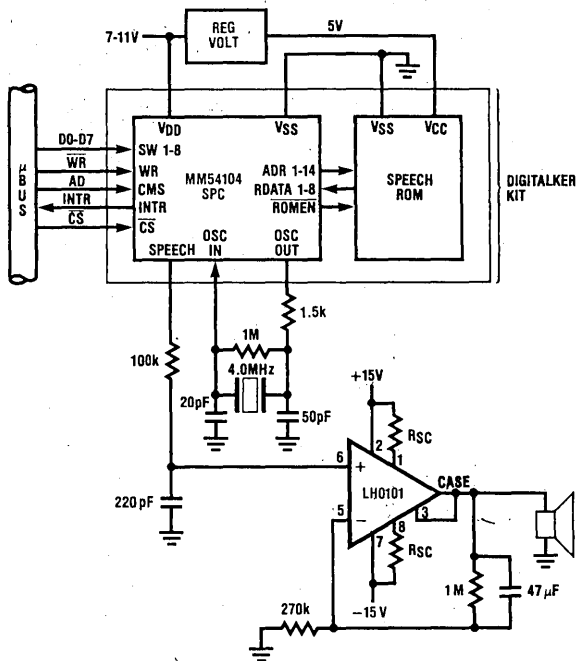 REG
VOLT
7-11V
5V
VDD
VSS
VSS
VCC
μ
BUS
D0-D7
WR
AD
INTR
CS
SW 1-8
WR
CMS
INTR
CS
MM54104
SPC
ADR 1-14
RDATA 1-8
ROMEN
SPEECH
ROM
DIGITALKER
KIT
SPEECH
OSC
IN
OSC
OUT
1.5k
100k
1M
4.0MHz
20pF
50pF
+15V
2
RSC
1
6
+
LH0101
CASE
3
220 pF
5
−
8
7
RSC
−15V
1M
47 μF
270k